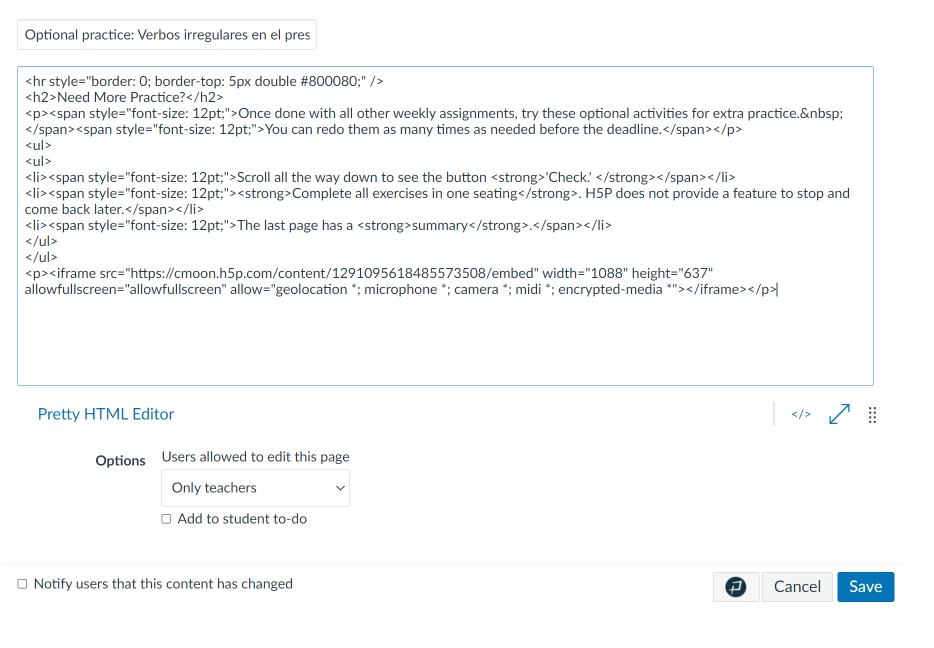 Optional practice: Verbos irregulares en el pres
<hr style="border: 0; border-top: 5px double #800080;" />
<h2>Need More Practice?</h2>
<p><span style="font-size: 12pt;">Once done with all other weekly assignments, try these optional activities for extra practice.&nbsp;
</span><span style="font-size: 12pt;">You can redo them as many times as needed before the deadline.</span></p>
<ul>
<ul>
<li><span style="font-size: 12pt;">Scroll all the way down to see the button <strong>'Check.' </strong></span></li>
<li><span style="font-size: 12pt;"><strong>Complete all exercises in one seating</strong>. H5P does not provide a feature to stop and
come back later.</span></li>
<li><span style="font-size: 12pt;">The last page has a <strong>summary</strong>.</span></li>
</ul>
</ul>
<p><iframe src="https://cmoon.h5p.com/content/1291095618485573508/embed" width="1088" height="637"
allowfullscreen="allowfullscreen" allow="geolocation *; microphone *; camera *; midi *; encrypted-media *"></iframe></p>
Pretty HTML Editor
</>
Options
Users allowed to edit this page
Only teachers
Add to student to-do
Notify users that this content has changed
Cancel
Save